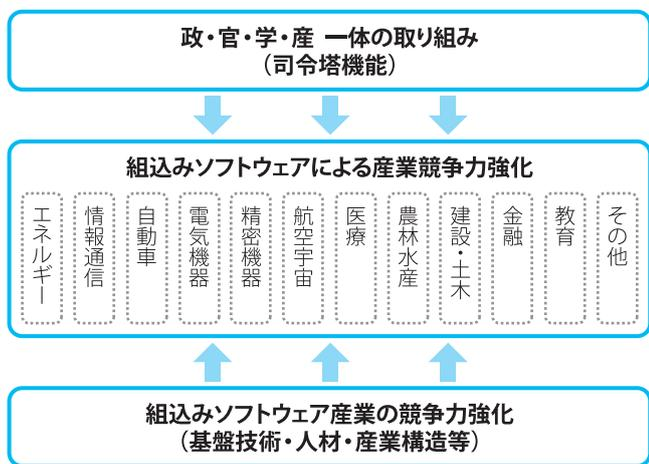 政・官・学・産 一体の取り組み
（司令塔機能）
組込みソフトウェアによる産業競争力強化
エネルギー
情報通信
自動車
電気機器
精密機器
航空宇宙
医療
農林水産
建設・土木
金融
教育
その他
組込みソフトウェア産業の競争力強化
（基盤技術・人材・産業構造等）